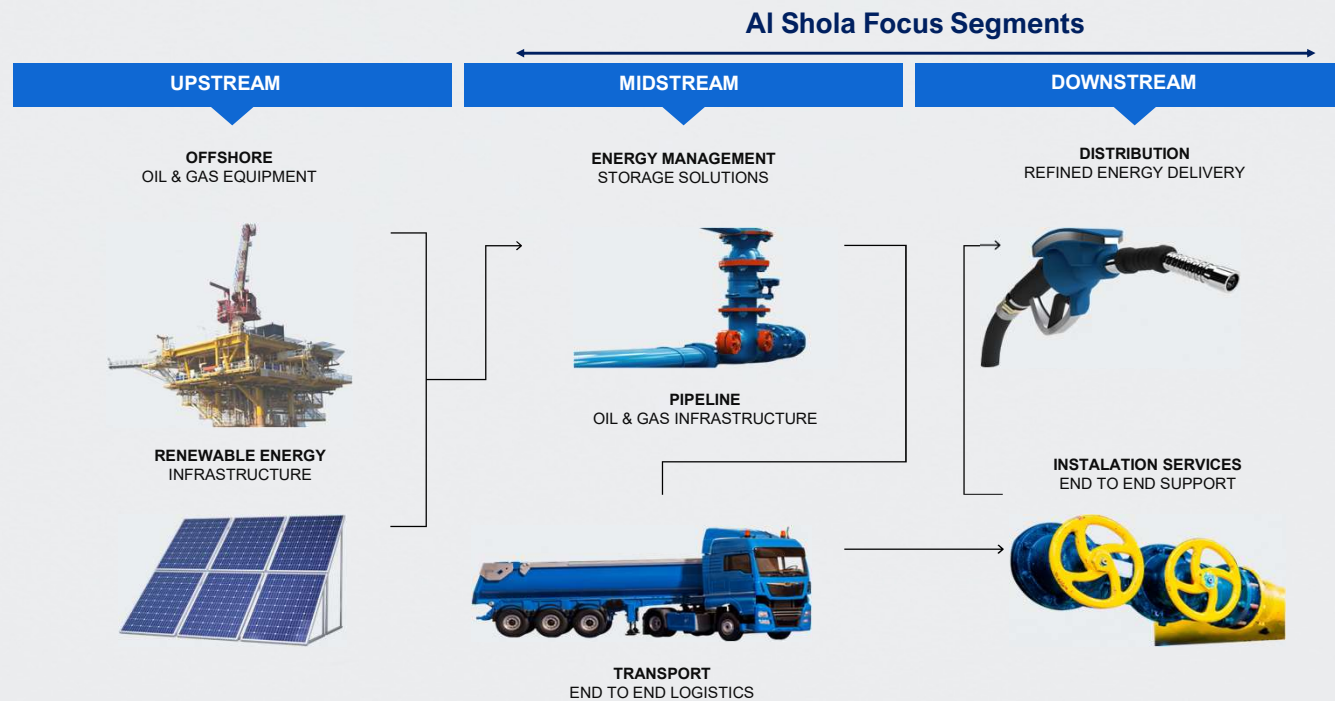 Al Shola Focus Segments
UPSTREAM
MIDSTREAM
DOWNSTREAM
OFFSHORE
OIL & GAS EQUIPMENT
ENERGY MANAGEMENT
STORAGE SOLUTIONS
DISTRIBUTION
REFINED ENERGY DELIVERY
PIPELINE
OIL & GAS INFRASTRUCTURE
RENEWABLE ENERGY
INFRASTRUCTURE
INSTALATION SERVICES
END TO END SUPPORT
TRANSPORT
END TO END LOGISTICS